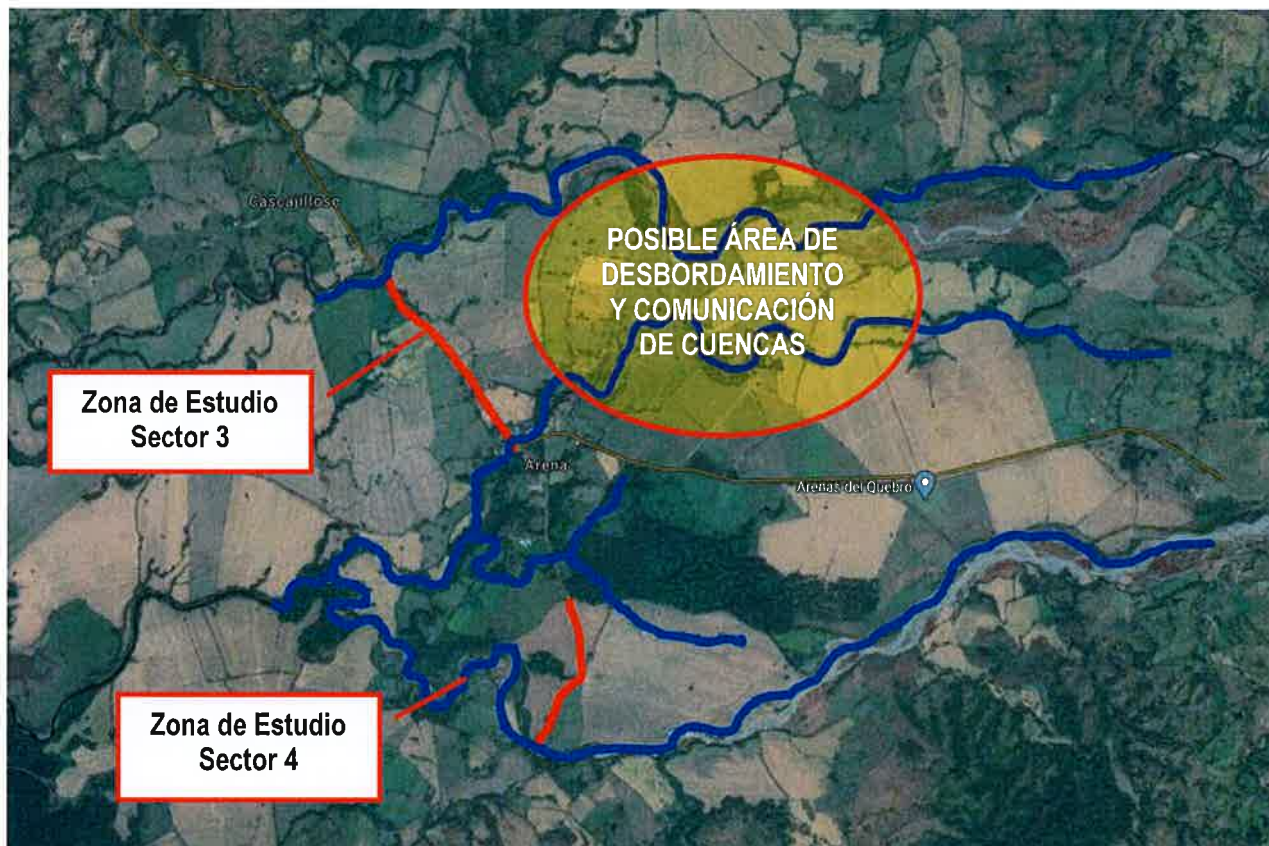 Cascajilloso
POSIBLE ÁREA DE
DESBORDAMIENTO
Y COMUNICACIÓN
DE CUENCAS
Zona de Estudio
Sector 3
Arena
Arenas del Quebro
Zona de Estudio
Sector 4